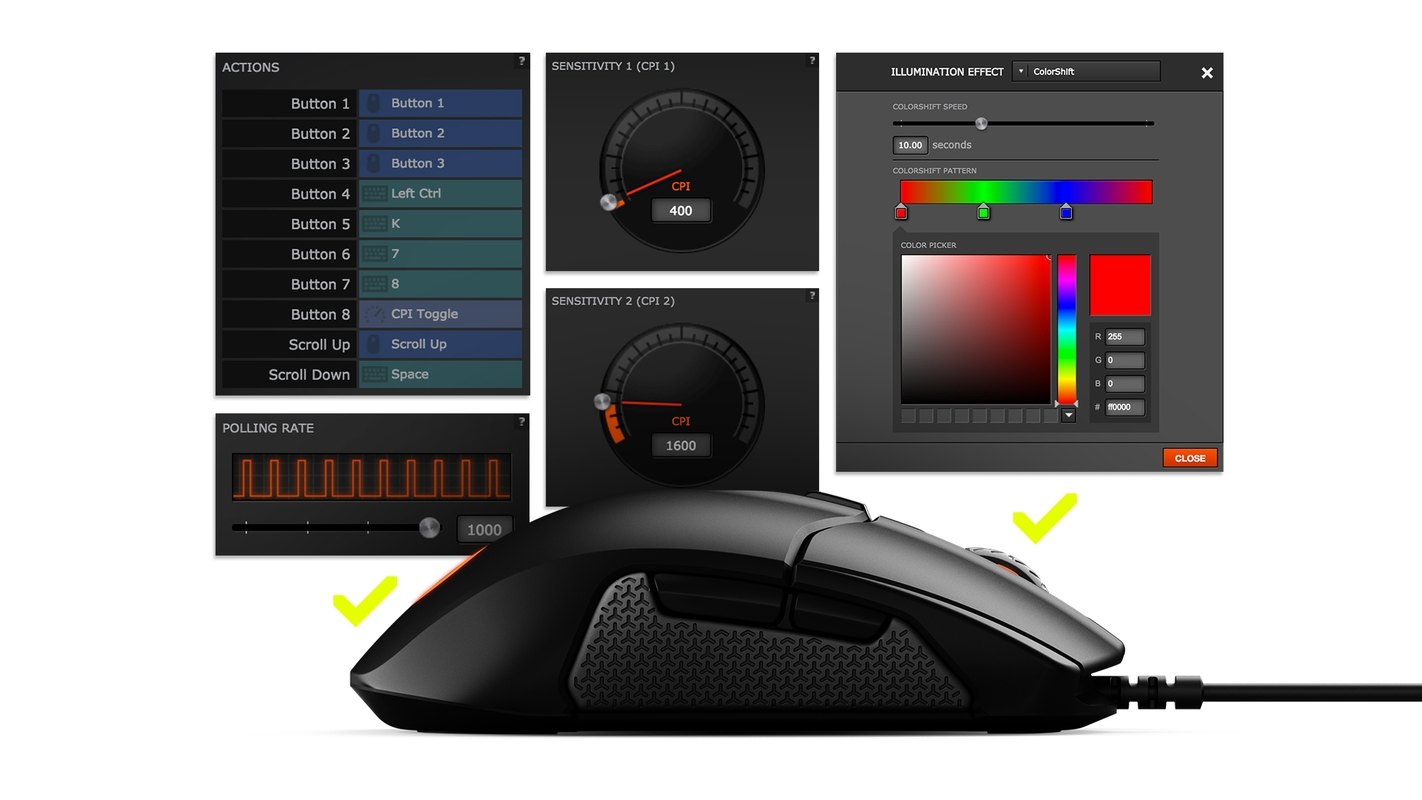 ACTIONS ?
Button 1 Button 1
Button 2 Button 2
Button 3 Button 3
Button 4 Left Ctrl
Button 5 K
Button 6 7
Button 7 8
Button 8 CPI Toggle
Scroll Up Scroll Up
Scroll Down Space
POLLING RATE ?
1000
SENSITIVITY 1 (CPI 1) ?
CPI
400
SENSITIVITY 2 (CPI 2) ?
CPI
1600
ILLUMINATION EFFECT ColorShift
COLORSHIFT SPEED
10.00 seconds
COLORSHIFT PATTERN
COLOR PICKER
R 255
G 0
B 0
# ff0000
CLOSE